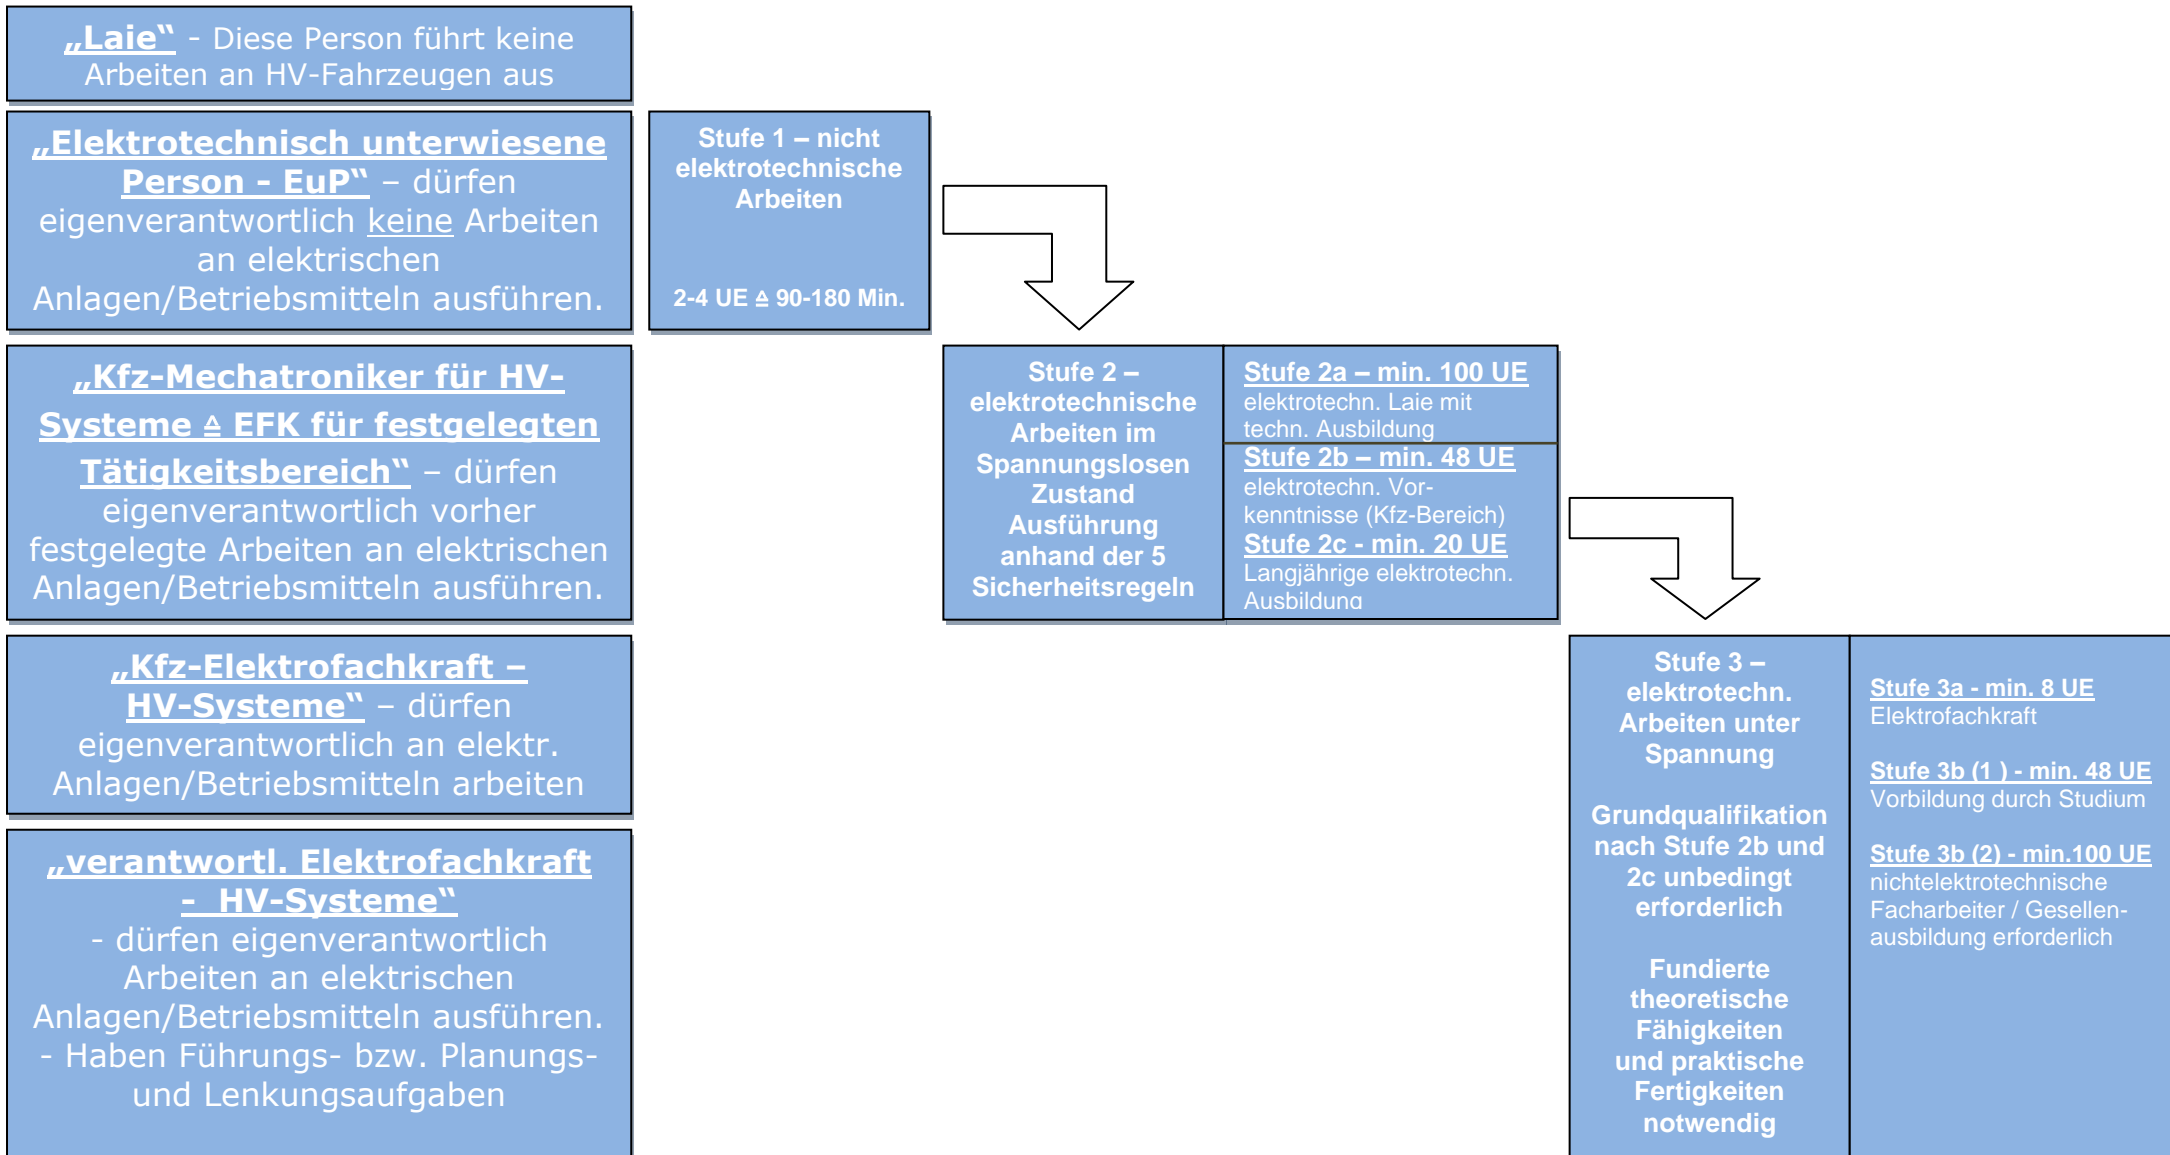 „Laie“ - Diese Person führt keine
Arbeiten an HV-Fahrzeugen aus
„Elektrotechnisch unterwiesene
Person - EuP“ – dürfen
eigenverantwortlich keine Arbeiten
an elektrischen
Anlagen/Betriebsmitteln ausführen.
Stufe 1 – nicht
elektrotechnische
Arbeiten
2-4 UE ≙ 90-180 Min.
„Kfz-Mechatroniker für HV-
Systeme ≙ EFK für festgelegten
Tätigkeitsbereich“ – dürfen
eigenverantwortlich vorher
festgelegte Arbeiten an elektrischen
Anlagen/Betriebsmitteln ausführen.
Stufe 2 –
elektrotechnische
Arbeiten im
Spannungslosen
Zustand
Ausführung
anhand der 5
Sicherheitsregeln
Stufe 2a – min. 100 UE
elektrotechn. Laie mit
techn. Ausbildung
Stufe 2b – min. 48 UE
elektrotechn. Vor-
kenntnisse (Kfz-Bereich)
Stufe 2c - min. 20 UE
Langjährige elektrotechn.
Ausbildung
„Kfz-Elektrofachkraft –
HV-Systeme“ – dürfen
eigenverantwortlich an elektr.
Anlagen/Betriebsmitteln arbeiten
„verantwortl. Elektrofachkraft
- HV-Systeme“
- dürfen eigenverantwortlich
Arbeiten an elektrischen
Anlagen/Betriebsmitteln ausführen.
- Haben Führungs- bzw. Planungs-
und Lenkungsaufgaben
Stufe 3 –
elektrotechn.
Arbeiten unter
Spannung
Grundqualifikation
nach Stufe 2b und
2c unbedingt
erforderlich
Fundierte
theoretische
Fähigkeiten
und praktische
Fertigkeiten
notwendig
Stufe 3a - min. 8 UE
Elektrofachkraft
Stufe 3b (1 ) - min. 48 UE
Vorbildung durch Studium
Stufe 3b (2) - min.100 UE
nichtelektrotechnische
Facharbeiter / Gesellen-
ausbildung erforderlich